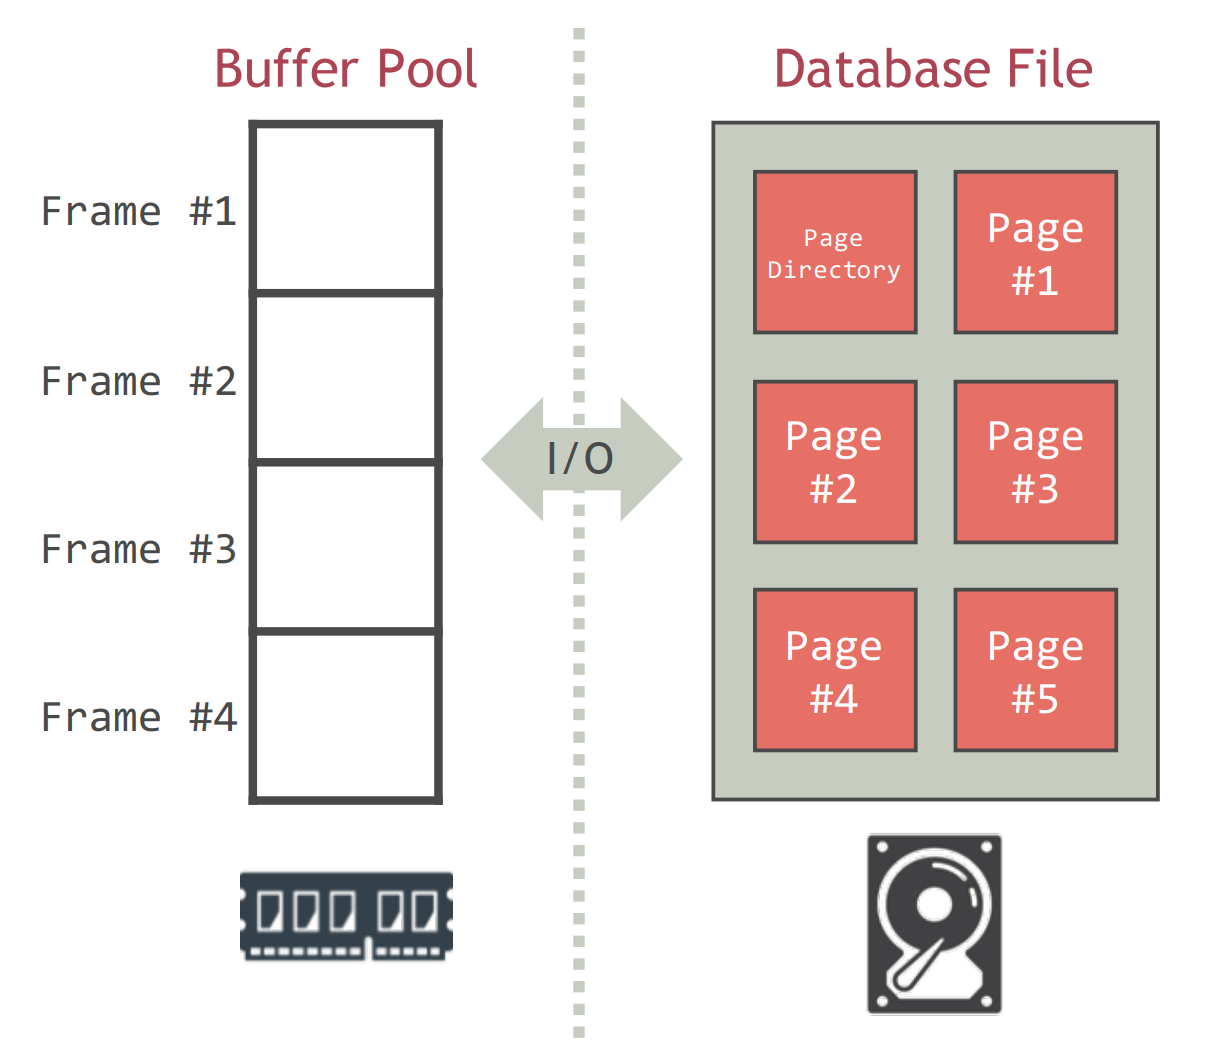 Buffer Pool
Database File
Frame #1
Frame #2
Frame #3
Frame #4
I/O
Page
Directory
Page
#1
Page
#2
Page
#3
Page
#4
Page
#5